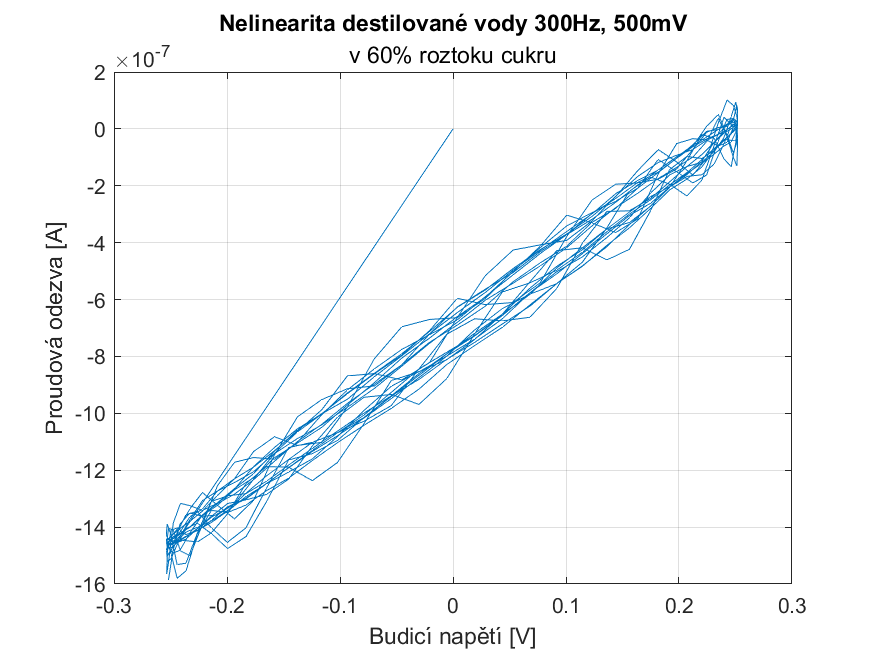 Nelinearita destilované vody 300Hz, 500mV
v 60% roztoku cukru
×10^-7
2
0
-2
-4
-6
-8
-10
-12
-14
-16
-0.3 -0.2 -0.1 0 0.1 0.2 0.3
Proudová odezva [A]
Budicí napětí [V]